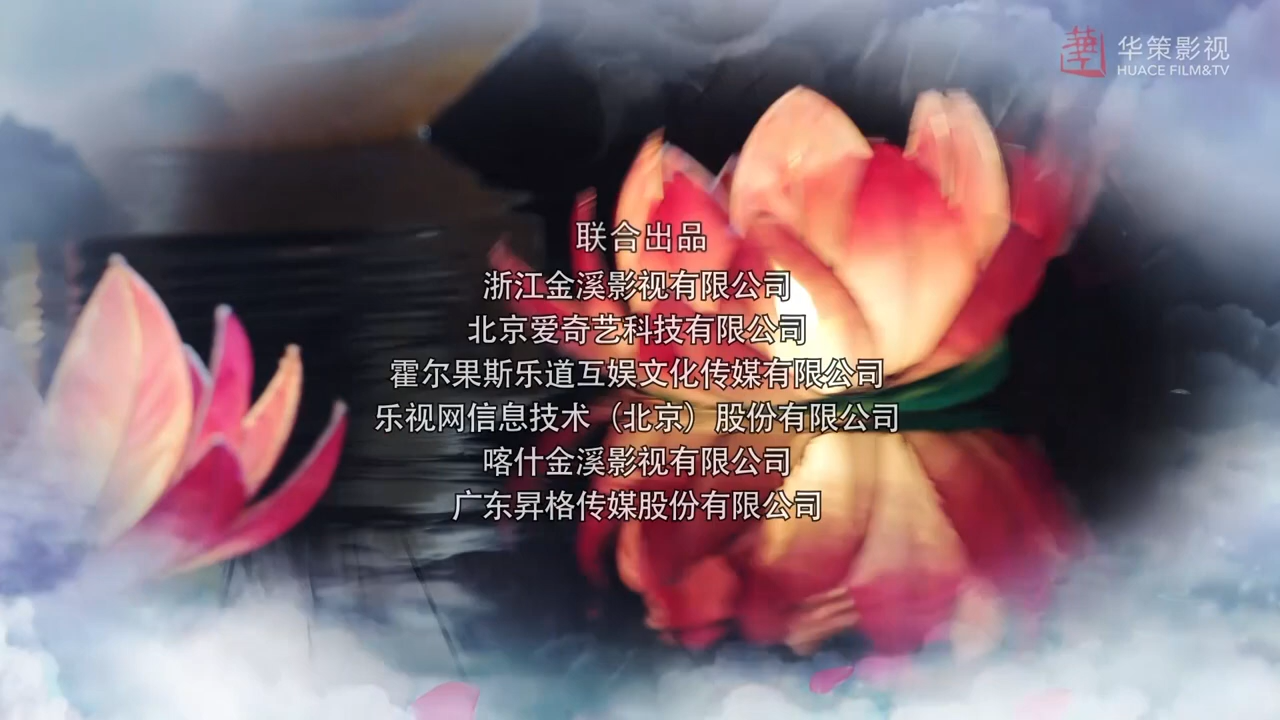 华策影视
HUACE FILM&TV
联合出品
浙江金溪影视有限公司
北京爱奇艺科技有限公司
霍尔果斯乐道互娱文化传媒有限公司
乐视网信息技术（北京）股份有限公司
喀什金溪影视有限公司
广东昇格传媒股份有限公司